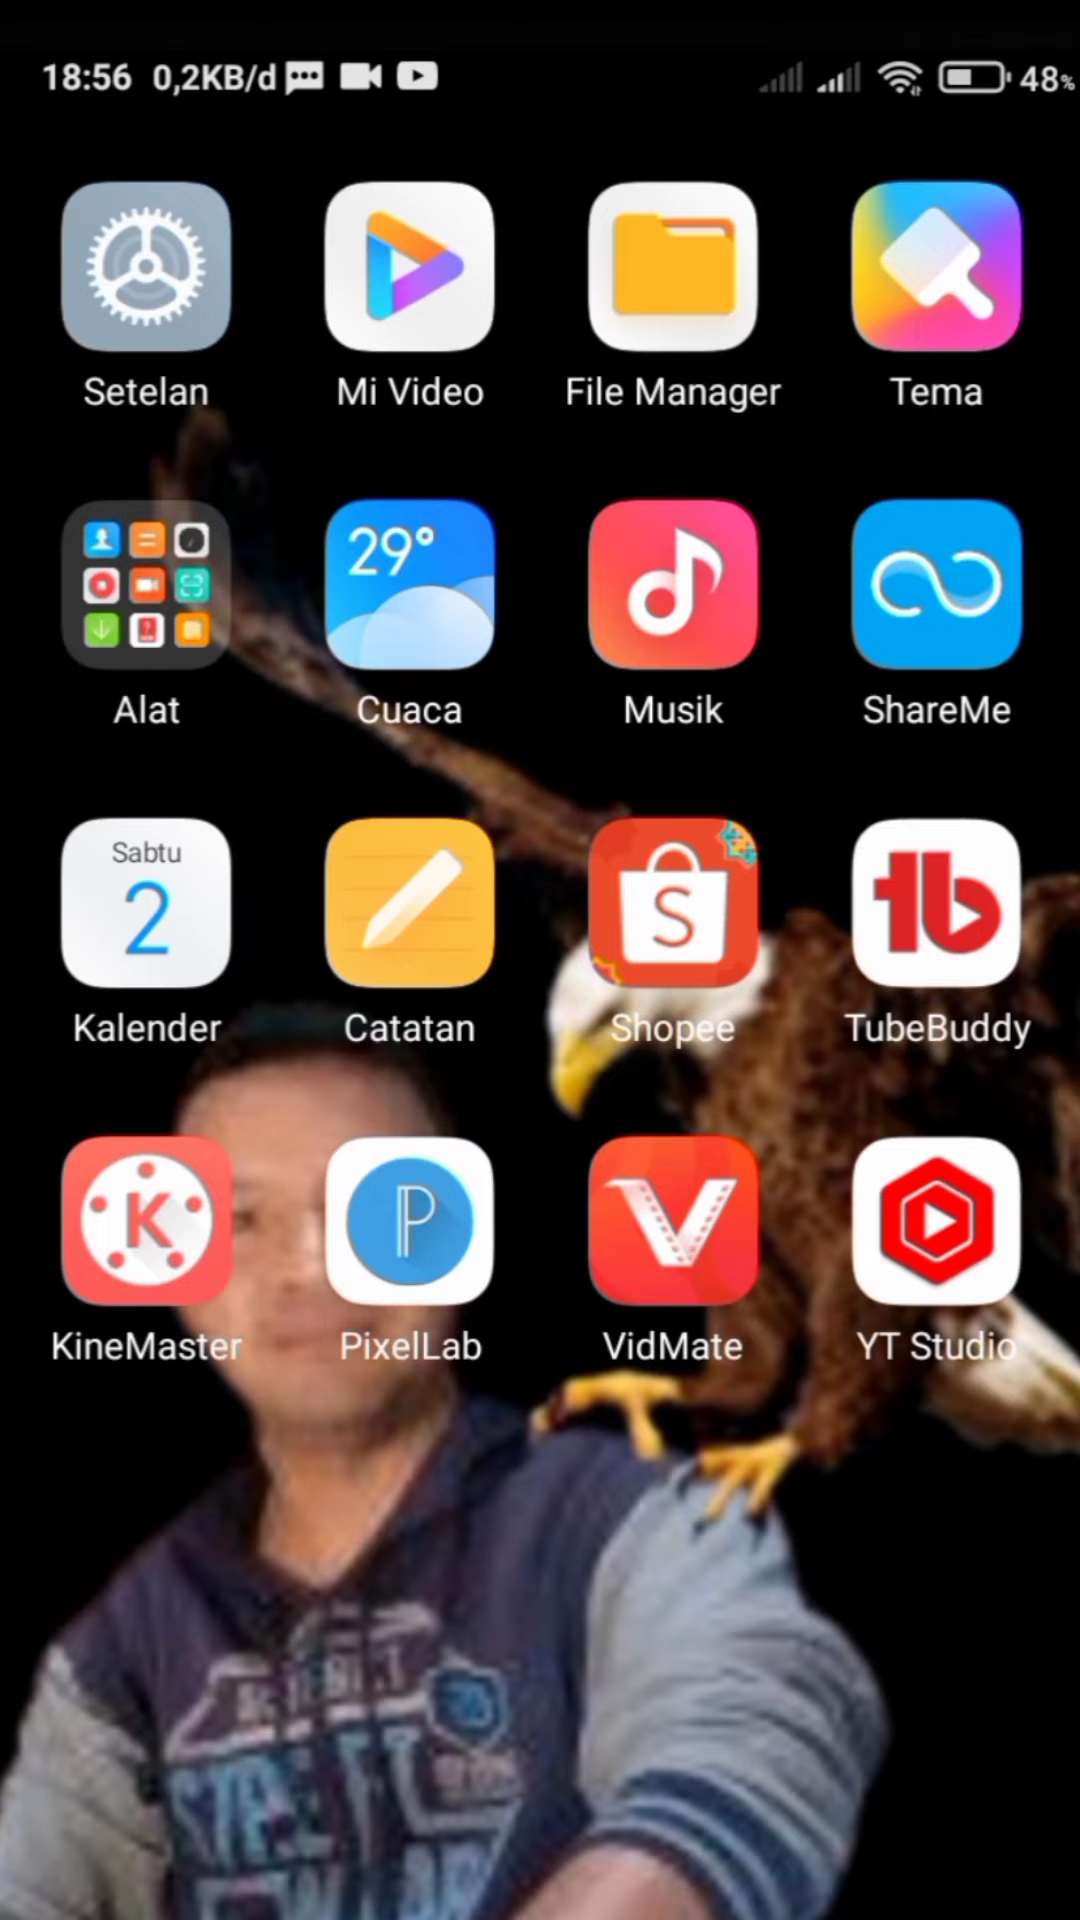 18:56 0,2KB/d 48%
Setelan Mi Video File Manager Tema
29°
Alat Cuaca Musik ShareMe
Sabtu
2
S
tb
Kalender Catatan Shopee TubeBuddy
K
P
V
KineMaster PixelLab VidMate YT Studio